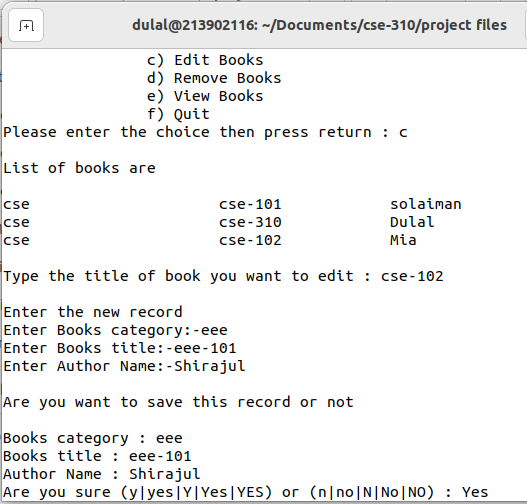 dulal@213902116: ~/Documents/cse-310/project files
c) Edit Books
d) Remove Books
e) View Books
f) Quit
Please enter the choice then press return : c
List of books are
cse cse-101 solaiman
cse cse-310 Dulal
cse cse-102 Mia
Type the title of book you want to edit : cse-102
Enter the new record
Enter Books category:-eee
Enter Books title:-eee-101
Enter Author Name:-Shirajul
Are you want to save this record or not
Books category : eee
Books title : eee-101
Author Name : Shirajul
Are you sure (y|yes|Y|Yes|YES) or (n|no|N|No|NO) : Yes